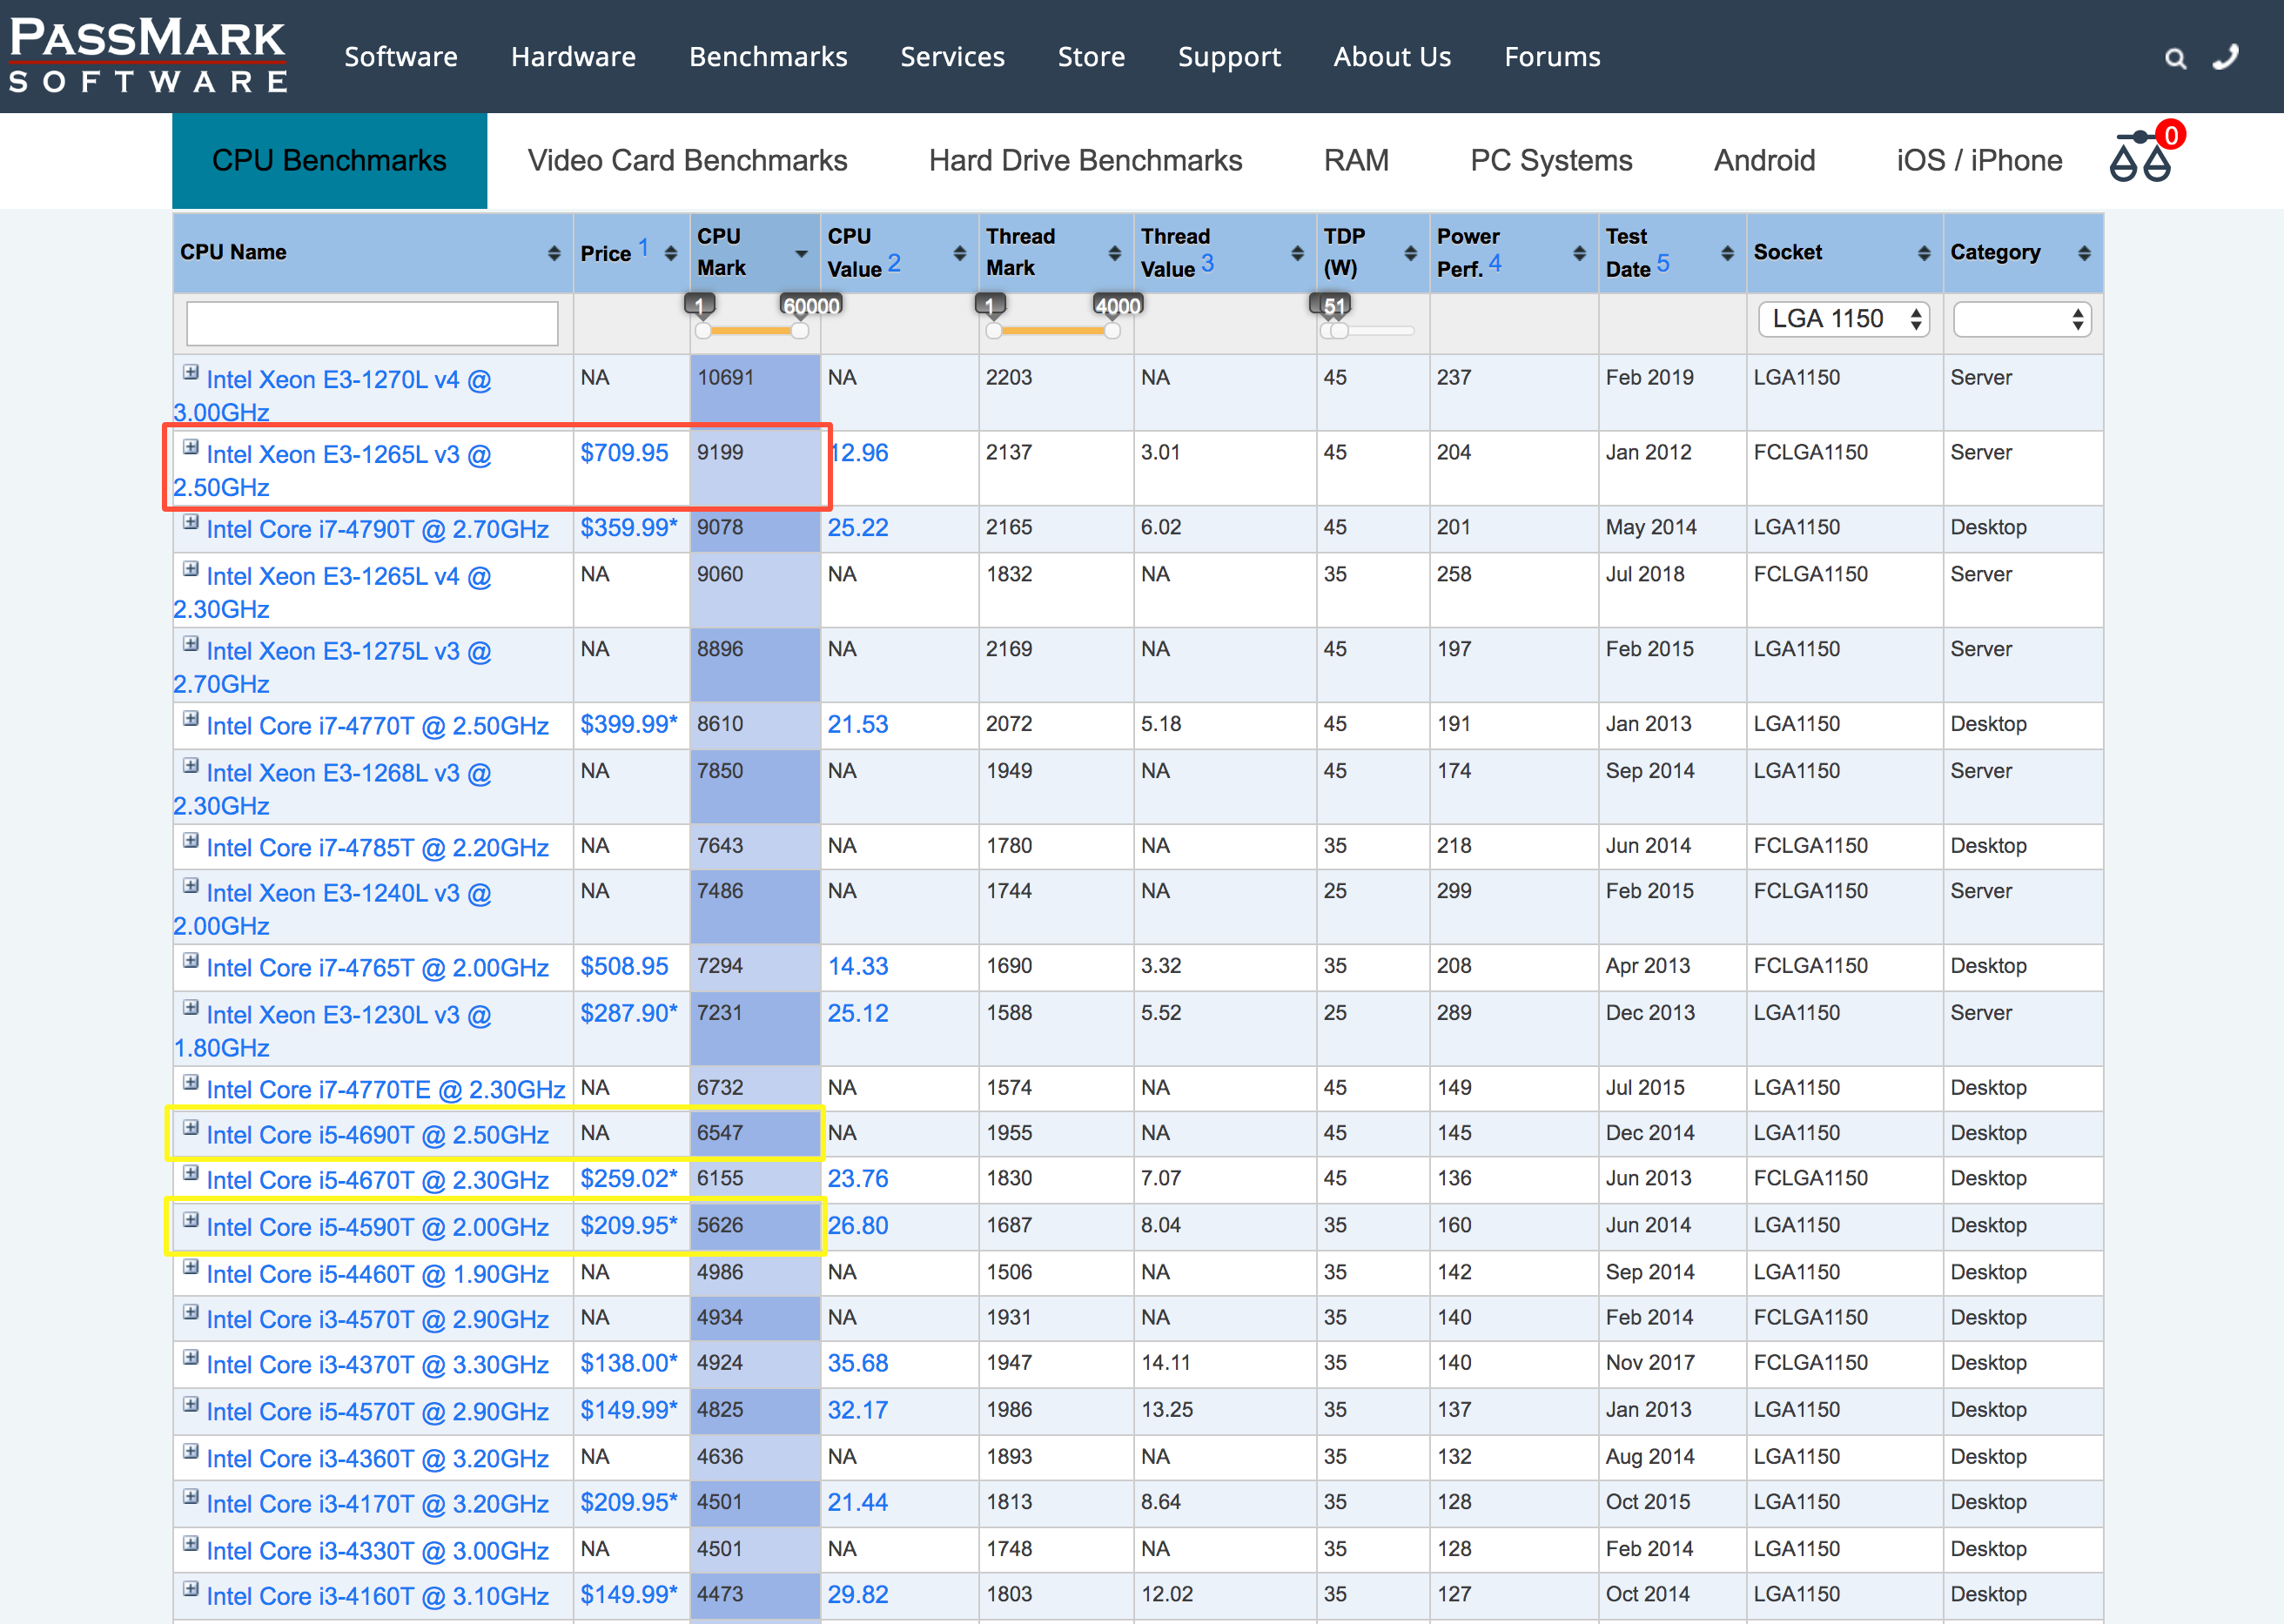 PASSMARK
SOFTWARE
Software Hardware Benchmarks Services Store Support About Us Forums
CPU Benchmarks Video Card Benchmarks Hard Drive Benchmarks RAM PC Systems Android iOS / iPhone 0
CPU Name Price 1 CPU Mark CPU Value 2 Thread Mark Thread Value 3 TDP (W) Power Perf. 4 Test Date 5 Socket Category
1 60000 1 4000 51 LGA 1150
Intel Xeon E3-1270L v4 @ 3.00GHz NA 10691 NA 2203 NA 45 237 Feb 2019 LGA1150 Server
Intel Xeon E3-1265L v3 @ 2.50GHz $709.95 9199 12.96 2137 3.01 45 204 Jan 2012 FCLGA1150 Server
Intel Core i7-4790T @ 2.70GHz $359.99* 9078 25.22 2165 6.02 45 201 May 2014 LGA1150 Desktop
Intel Xeon E3-1265L v4 @ 2.30GHz NA 9060 NA 1832 NA 35 258 Jul 2018 FCLGA1150 Server
Intel Xeon E3-1275L v3 @ 2.70GHz NA 8896 NA 2169 NA 45 197 Feb 2015 LGA1150 Server
Intel Core i7-4770T @ 2.50GHz $399.99* 8610 21.53 2072 5.18 45 191 Jan 2013 LGA1150 Desktop
Intel Xeon E3-1268L v3 @ 2.30GHz NA 7850 NA 1949 NA 45 174 Sep 2014 LGA1150 Server
Intel Core i7-4785T @ 2.20GHz NA 7643 NA 1780 NA 35 218 Jun 2014 FCLGA1150 Desktop
Intel Xeon E3-1240L v3 @ 2.00GHz NA 7486 NA 1744 NA 25 299 Feb 2015 FCLGA1150 Server
Intel Core i7-4765T @ 2.00GHz $508.95 7294 14.33 1690 3.32 35 208 Apr 2013 FCLGA1150 Desktop
Intel Xeon E3-1230L v3 @ 1.80GHz $287.90* 7231 25.12 1588 5.52 25 289 Dec 2013 LGA1150 Server
Intel Core i7-4770TE @ 2.30GHz NA 6732 NA 1574 NA 45 149 Jul 2015 LGA1150 Desktop
Intel Core i5-4690T @ 2.50GHz NA 6547 NA 1955 NA 45 145 Dec 2014 LGA1150 Desktop
Intel Core i5-4670T @ 2.30GHz $259.02* 6155 23.76 1830 7.07 45 136 Jun 2013 FCLGA1150 Desktop
Intel Core i5-4590T @ 2.00GHz $209.95* 5626 26.80 1687 8.04 35 160 Jun 2014 LGA1150 Desktop
Intel Core i5-4460T @ 1.90GHz NA 4986 NA 1506 NA 35 142 Sep 2014 LGA1150 Desktop
Intel Core i3-4570T @ 2.90GHz NA 4934 NA 1931 NA 35 140 Feb 2014 FCLGA1150 Desktop
Intel Core i3-4370T @ 3.30GHz $138.00* 4924 35.68 1947 14.11 35 140 Nov 2017 FCLGA1150 Desktop
Intel Core i5-4570T @ 2.90GHz $149.99* 4825 32.17 1986 13.25 35 137 Jan 2013 LGA1150 Desktop
Intel Core i3-4360T @ 3.20GHz NA 4636 NA 1893 NA 35 132 Aug 2014 LGA1150 Desktop
Intel Core i3-4170T @ 3.20GHz $209.95* 4501 21.44 1813 8.64 35 128 Oct 2015 LGA1150 Desktop
Intel Core i3-4330T @ 3.00GHz NA 4501 NA 1748 NA 35 128 Feb 2014 LGA1150 Desktop
Intel Core i3-4160T @ 3.10GHz $149.99* 4473 29.82 1803 12.02 35 127 Oct 2014 LGA1150 Desktop